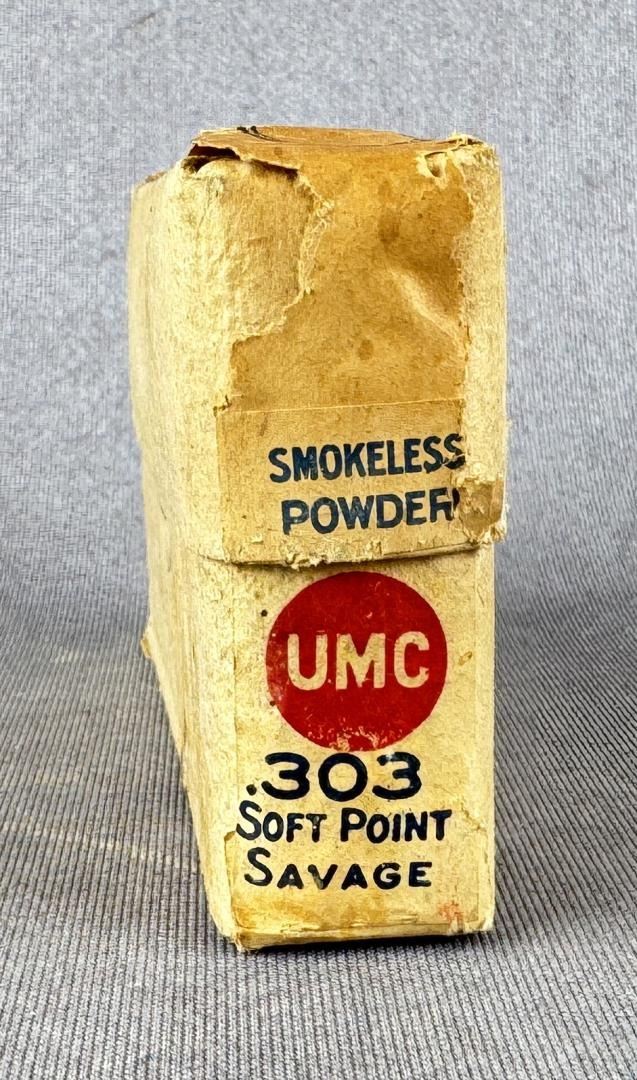 SMOKELESS
POWDER
UMC
.303
SOFT POINT
SAVAGE